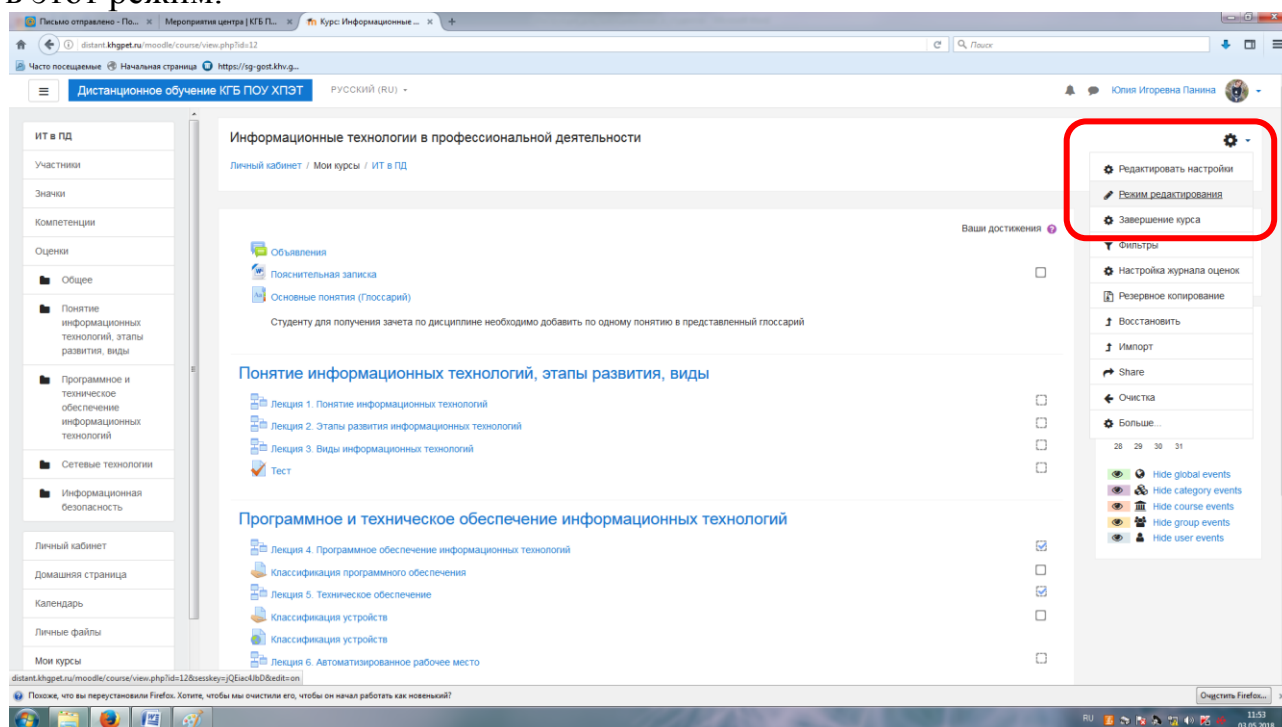 в этот режим.
Письмо отправлено - По...
Мероприятия центра | КГБ П...
Курс: Информационные ...
distant.khgpet.ru/moodle/course/view.php?id=12
Поиск
Часто посещаемые
Начальная страница
https://sg-gost.khv.g...
Дистанционное обучение КГБ ПОУ ХПЭТ
РУССКИЙ (RU)
Юлия Игоревна Панина
ИТ в ПД
Участники
Значки
Компетенции
Оценки
Общее
Понятие
информационных
технологий, этапы
развития, виды
Программное и
техническое
обеспечение
информационных
технологий
Сетевые технологии
Информационная
безопасность
Личный кабинет
Домашняя страница
Календарь
Личные файлы
Мои курсы
Информационные технологии в профессиональной деятельности
Личный кабинет / Мои курсы / ИТ в ПД
Ваши достижения
Объявления
Пояснительная записка
Основные понятия (Глоссарий)
Студенту для получения зачета по дисциплине необходимо добавить по одному понятию в представленный глоссарий
Понятие информационных технологий, этапы развития, виды
Лекция 1. Понятие информационных технологий
Лекция 2. Этапы развития информационных технологий
Лекция 3. Виды информационных технологий
Тест
Программное и техническое обеспечение информационных технологий
Лекция 4. Программное обеспечение информационных технологий
Классификация программного обеспечения
Лекция 5. Техническое обеспечение
Классификация устройств
Классификация устройств
Лекция 6. Автоматизированное рабочее место
Редактировать настройки
Режим редактирования
Завершение курса
Фильтры
Настройка журнала оценок
Резервное копирование
Восстановить
Импорт
Share
Очистка
Больше...
28 29 30 31
Hide global events
Hide category events
Hide course events
Hide group events
Hide user events
distant.khgpet.ru/moodle/course/view.php?id=12&sesskey=jQEiac4JbD&edit=on
Похоже, что вы переустановили Firefox. Хотите, чтобы мы очистили его, чтобы он начал работать как новенький?
Очистить Firefox...
RU
11:53
03.05.2018